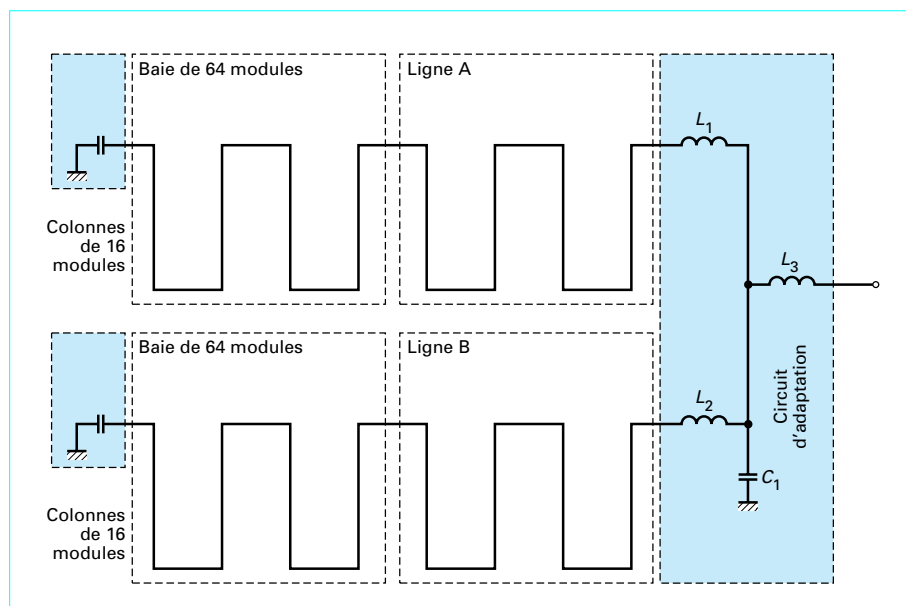 Baie de 64 modules
Ligne A
L1
Colonnes
de 16
modules
L3
Baie de 64 modules
Ligne B
L2
Circuit
d'adaptation
C1
Colonnes
de 16
modules